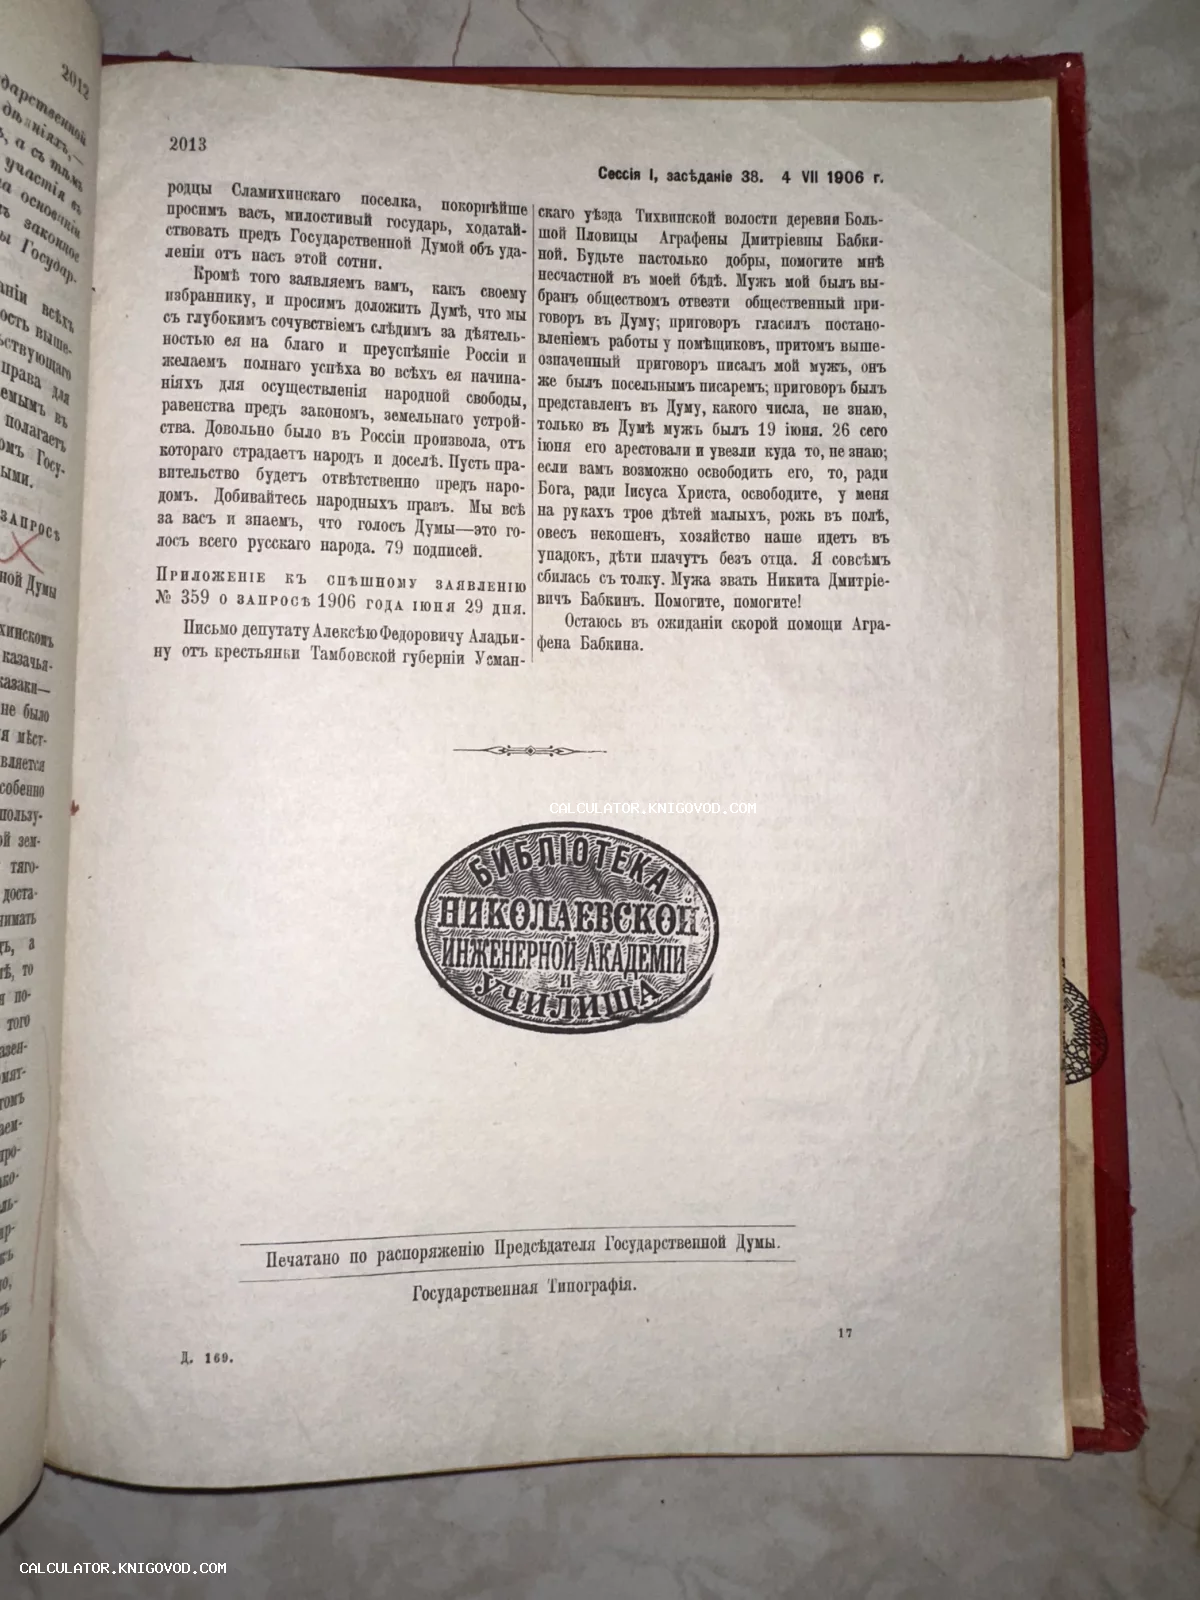 2012
2013
Сессія I, засѣданіе 38. 4 VII 1906 г.
родцы Сламихинскаго поселка, покорнѣйше
просимъ васъ, милостивый государь, ходатай-
ствовать предъ Государственной Думой объ уда-
леніи отъ насъ этой сотни.
Кромѣ того заявляемъ вамъ, какъ своему
избраннику, и просимъ доложить Думѣ, что мы
съ глубокимъ сочувствіемъ слѣдимъ за дѣятель-
ностью ея на благо и преуспѣяніе Россіи и
желаемъ полнаго успѣха во всѣхъ ея начина-
ніяхъ для осуществленія народной свободы,
равенства предъ закономъ, земельнаго устрой-
ства. Довольно было въ Россіи произвола, отъ
котораго страдаетъ народъ и доселѣ. Пусть пра-
вительство будетъ отвѣтственно предъ наро-
домъ. Добивайтесь народныхъ правъ. Мы всѣ
за васъ и знаемъ, что голосъ Думы—это го-
лосъ всего русскаго народа. 79 подписей.
Приложеніе къ спѣшному заявленію
№ 359 о запросѣ 1906 года іюня 29 дня.
Письмо депутату Алексѣю Федоровичу Аладьи-
ну отъ крестьянки Тамбовской губерніи Усман-
скаго уѣзда Тихвинской волости деревни Боль-
шой Пловицы Аграфены Дмитріевны Бабки-
ной. Будьте настолько добры, помогите мнѣ
несчастной въ моей бѣдѣ. Мужъ мой былъ вы-
бранъ обществомъ отвезти общественный при-
говоръ въ Думу; приговоръ гласилъ постано-
вленіемъ работы у помѣщиковъ, притомъ выше-
означенный приговоръ писалъ мой мужъ, онъ
же былъ посельнымъ писаремъ; приговоръ былъ
представленъ въ Думу, какого числа, не знаю,
только въ Думѣ мужъ былъ 19 іюня. 26 сего
іюня его арестовали и увезли куда то, не знаю;
если вамъ возможно освободить его, то, ради
Бога, ради Іисуса Христа, освободите, у меня
на рукахъ трое дѣтей малыхъ, рожь въ полѣ,
овесъ некошенъ, хозяйство наше идетъ въ
упадокъ, дѣти плачутъ безъ отца. Я совсѣмъ
сбилась съ толку. Мужа звать Никита Дмитріе-
вичъ Бабкинъ. Помогите, помогите!
Остаюсь въ ожиданіи скорой помощи Агра-
фена Бабкина.
CALCULATOR.KNIGOVOD.COM
БИБЛІОТЕКА
НИКОЛАЕВСКОЙ
ИНЖЕНЕРНОЙ АКАДЕМІИ
И
УЧИЛИЩА
Печатано по распоряженію Предсѣдателя Государственной Думы.
Государственная Типографія.
17
Д. 169.
CALCULATOR.KNIGOVOD.COM